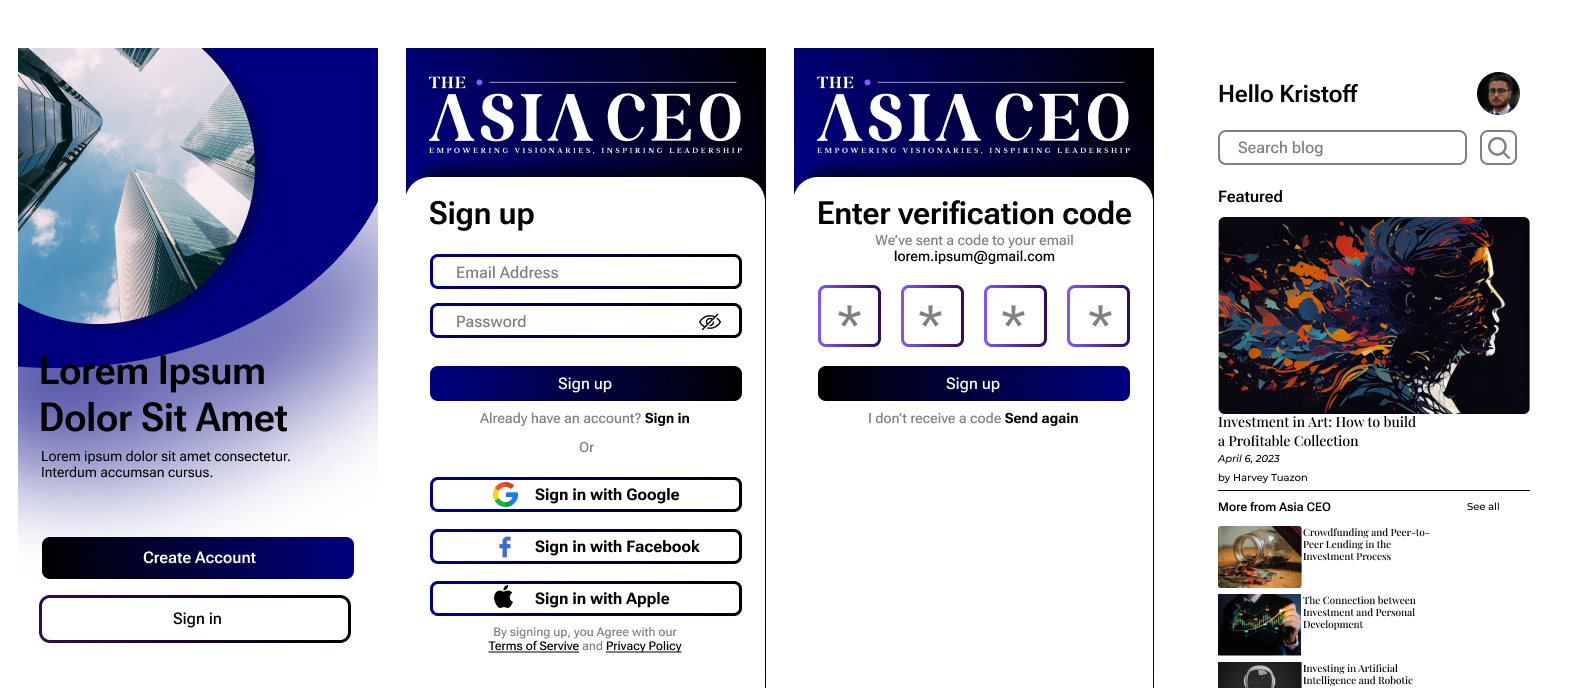 Lorem Ipsum
Dolor Sit Amet
Lorem ipsum dolor sit amet consectetur.
Interdum accumsan cursus.
Create Account
Sign in
THE
ASIA CEO
EMPOWERING VISIONARIES, INSPIRING LEADERSHIP
Sign up
Email Address
Password
Sign up
Already have an account? Sign in
Or
Sign in with Google
Sign in with Facebook
Sign in with Apple
By signing up, you Agree with our
Terms of Servive and Privacy Policy
THE
ASIA CEO
EMPOWERING VISIONARIES, INSPIRING LEADERSHIP
Enter verification code
We've sent a code to your email
lorem.ipsum@gmail.com
* * * *
Sign up
I don't receive a code Send again
Hello Kristoff
Search blog
Featured
Investment in Art: How to build
a Profitable Collection
April 6, 2023
by Harvey Tuazon
More from Asia CEO
See all
Crowdfunding and Peer-to-
Peer Lending in the
Investment Process
The Connection between
Investment and Personal
Development
Investing in Artificial
Intelligence and Robotic